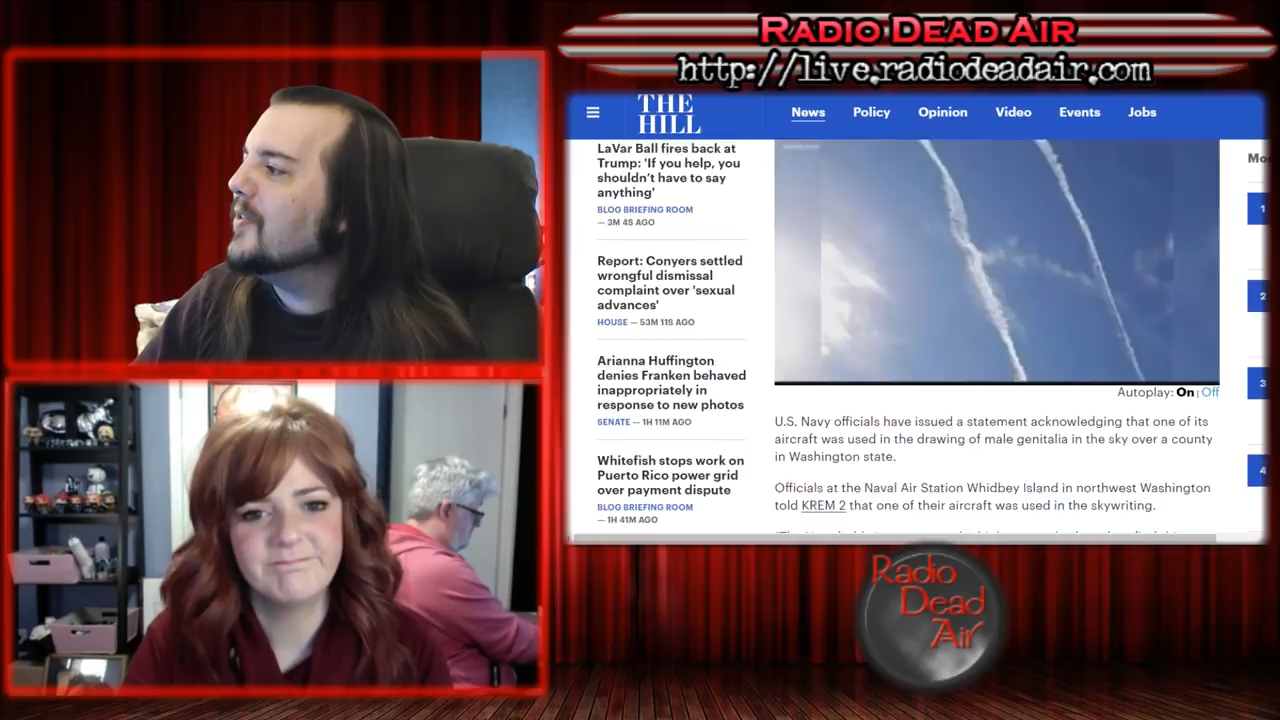 Radio Dead Air
http://live.radiodeadair.com
THE
HILL
News
Policy
Opinion
Video
Events
Jobs
LaVar Ball fires back at
Trump: 'If you help, you
shouldn't have to say
anything'
BLOG BRIEFING ROOM
— 3M 4S AGO
Report: Conyers settled
wrongful dismissal
complaint over 'sexual
advances'
HOUSE — 53M 11S AGO
Arianna Huffington
denies Franken behaved
inappropriately in
response to new photos
SENATE — 1H 11M AGO
Whitefish stops work on
Puerto Rico power grid
over payment dispute
BLOG BRIEFING ROOM
— 1H 41M AGO
Autoplay: On | Off
U.S. Navy officials have issued a statement acknowledging that one of its
aircraft was used in the drawing of male genitalia in the sky over a county
in Washington state.
Officials at the Naval Air Station Whidbey Island in northwest Washington
told KREM 2 that one of their aircraft was used in the skywriting.
Mo
1
2
3
4
Radio
Dead
Air